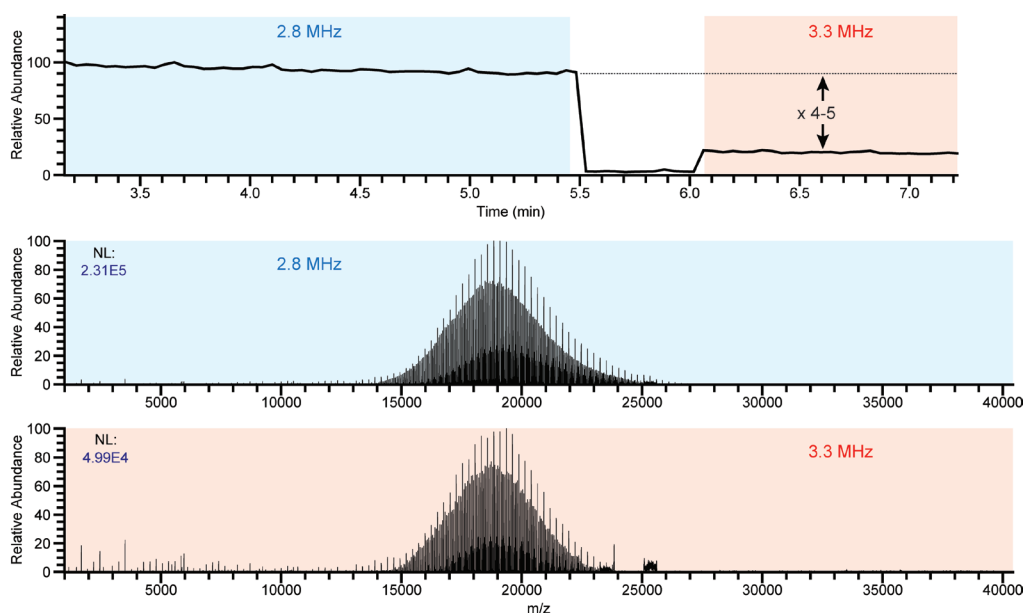 2.8 MHz
3.3 MHz
Relative Abundance
100
50
0
x 4-5
3.5 4.0 4.5 5.0 5.5 6.0 6.5 7.0
Time (min)
Relative Abundance
100
80
60
40
20
0
NL:
2.31E5
2.8 MHz
5000 10000 15000 20000 25000 30000 35000 40000
Relative Abundance
100
80
60
40
20
0
NL:
4.99E4
3.3 MHz
5000 10000 15000 20000 25000 30000 35000 40000
m/z